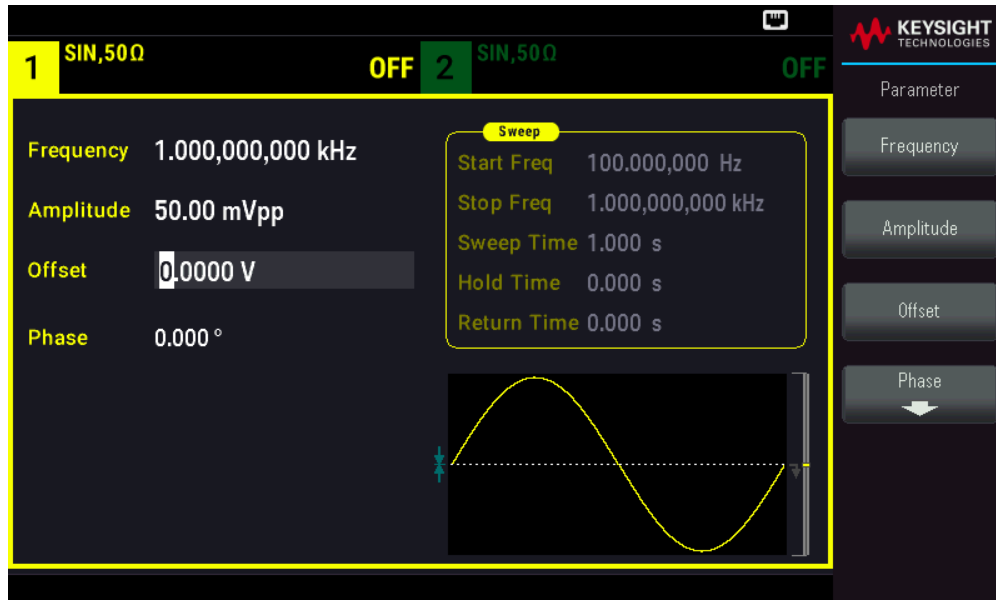 KEYSIGHT
TECHNOLOGIES
1 SIN,50Ω OFF
2 SIN,50Ω OFF
Parameter
Frequency 1.000,000,000 kHz
Amplitude 50.00 mVpp
Offset 0.0000 V
Phase 0.000 °
Sweep
Start Freq 100.000,000 Hz
Stop Freq 1.000,000,000 kHz
Sweep Time 1.000 s
Hold Time 0.000 s
Return Time 0.000 s
Frequency
Amplitude
Offset
Phase